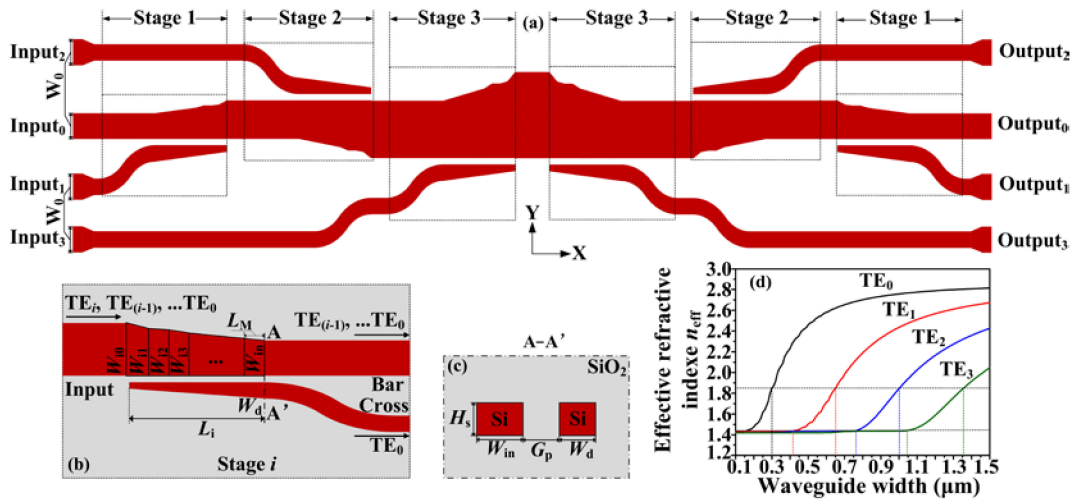 Stage 1 Stage 2 Stage 3 (a) Stage 3 Stage 2 Stage 1
Input2
W0
Input0
Input1
W0
Input3
Output2
Output0
Output1
Output3
Y
X
TEi, TE(i-1), ...TE0
LM
A
TE(i-1), ...TE0
Wi0 Wi1 Wi2 Wi3 ... Win
Input
Bar
Wd
A'
Cross
Li
TE0
(b)
Stage i
A-A'
(c)
SiO2
Hs
Si
Si
Win
Gp
Wd
Effective refractive
indexe neff
3.0
2.8
2.6
2.4
2.2
2.0
1.8
1.6
1.4
1.2
(d)
TE0
TE1
TE2
TE3
0.1 0.3 0.5 0.7 0.9 1.1 1.3 1.5
Waveguide width (μm)